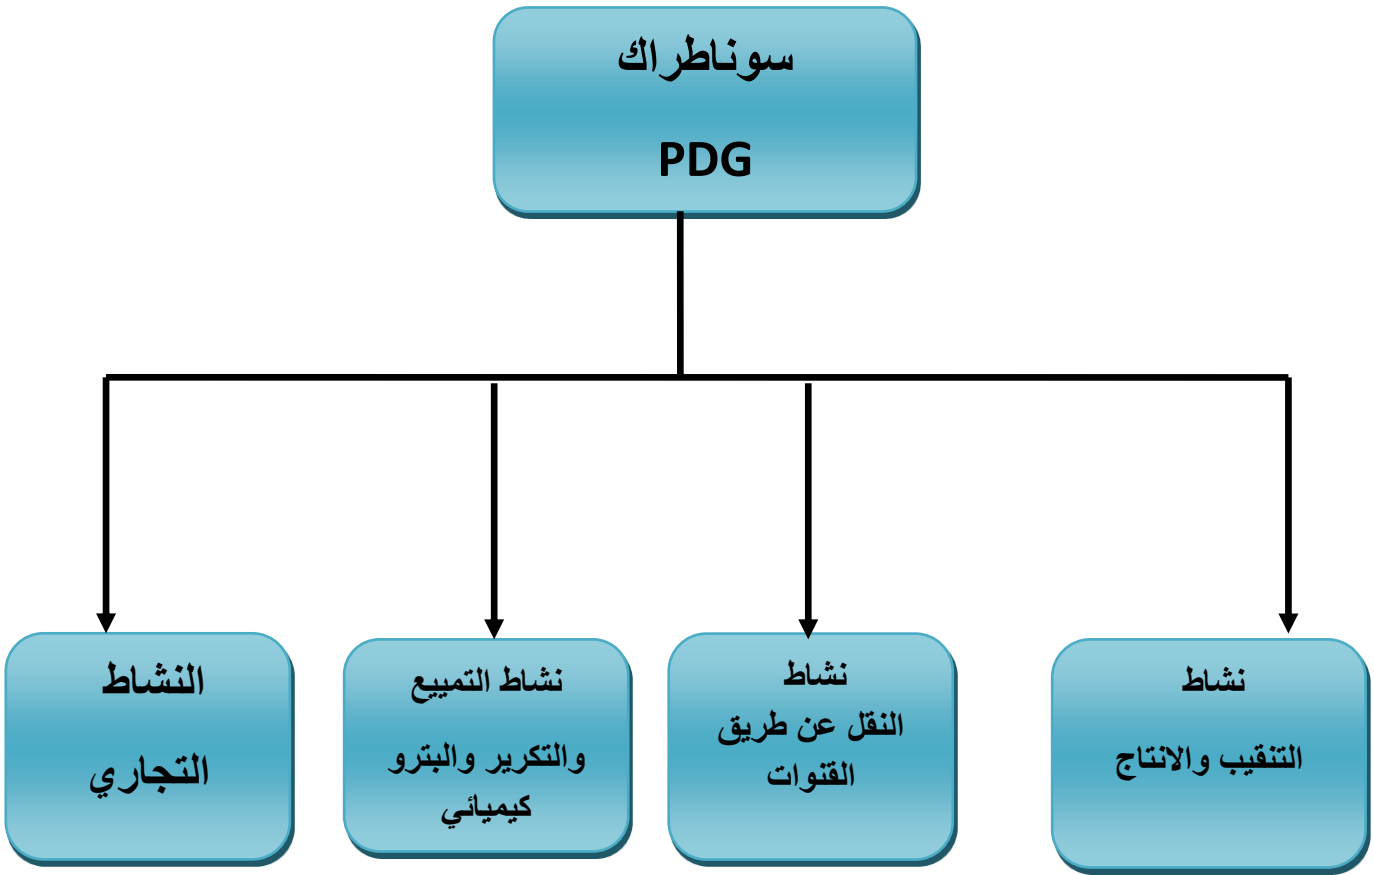 سوناطراك
PDG
نشاط
التنقيب والانتاج
نشاط
النقل عن طريق
القنوات
نشاط التمييع
والتكرير والبترو
كيميائي
النشاط
التجاري